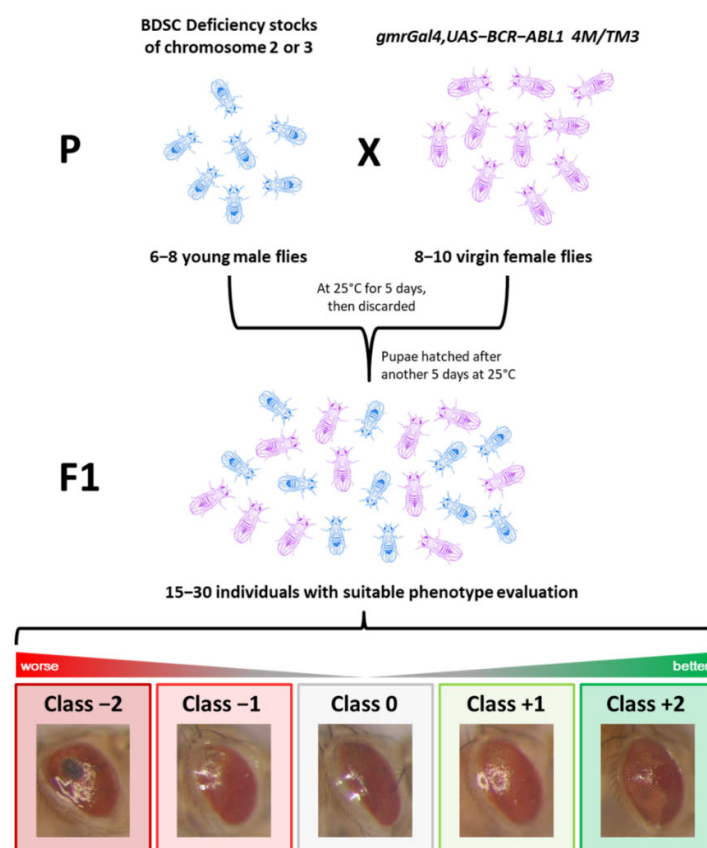 BDSC Deficiency stocks
of chromosome 2 or 3
gmrGal4,UAS−BCR−ABL1 4M/TM3
P
X
6−8 young male flies
8−10 virgin female flies
At 25°C for 5 days,
then discarded
Pupae hatched after
another 5 days at 25°C
F1
15−30 individuals with suitable phenotype evaluation
worse
better
Class −2
Class −1
Class 0
Class +1
Class +2